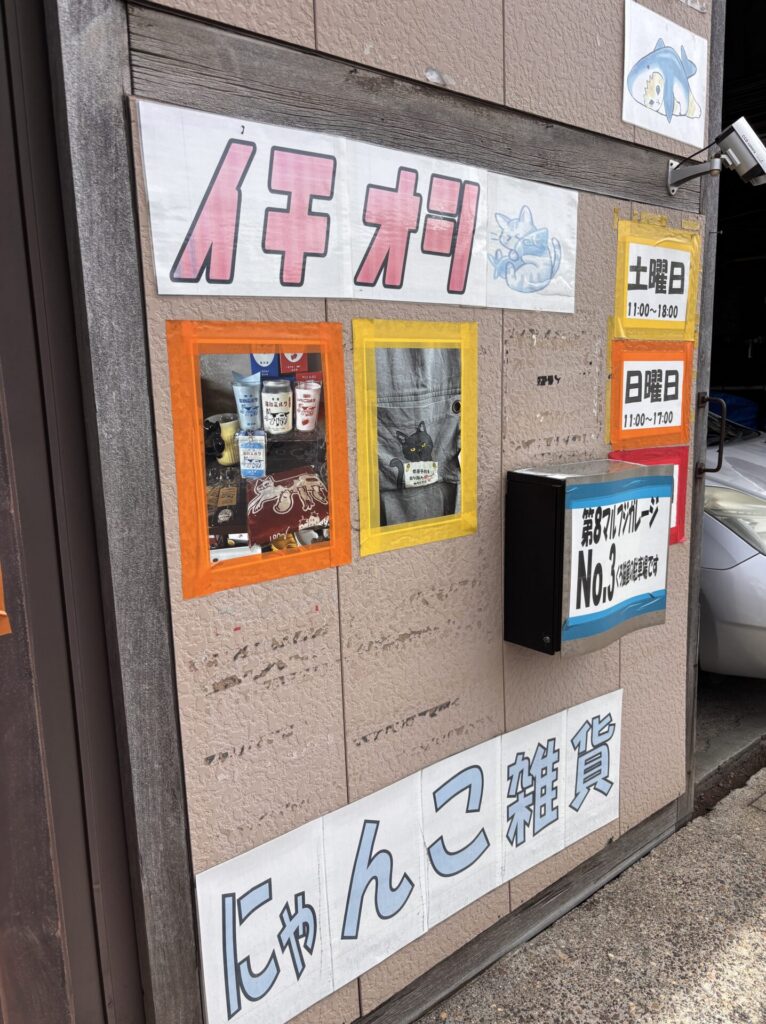 イチオシ
土曜日
11:00～18:00
日曜日
11:00～17:00
第8マルフジガレージ
No.3
にゃんこ雑貨